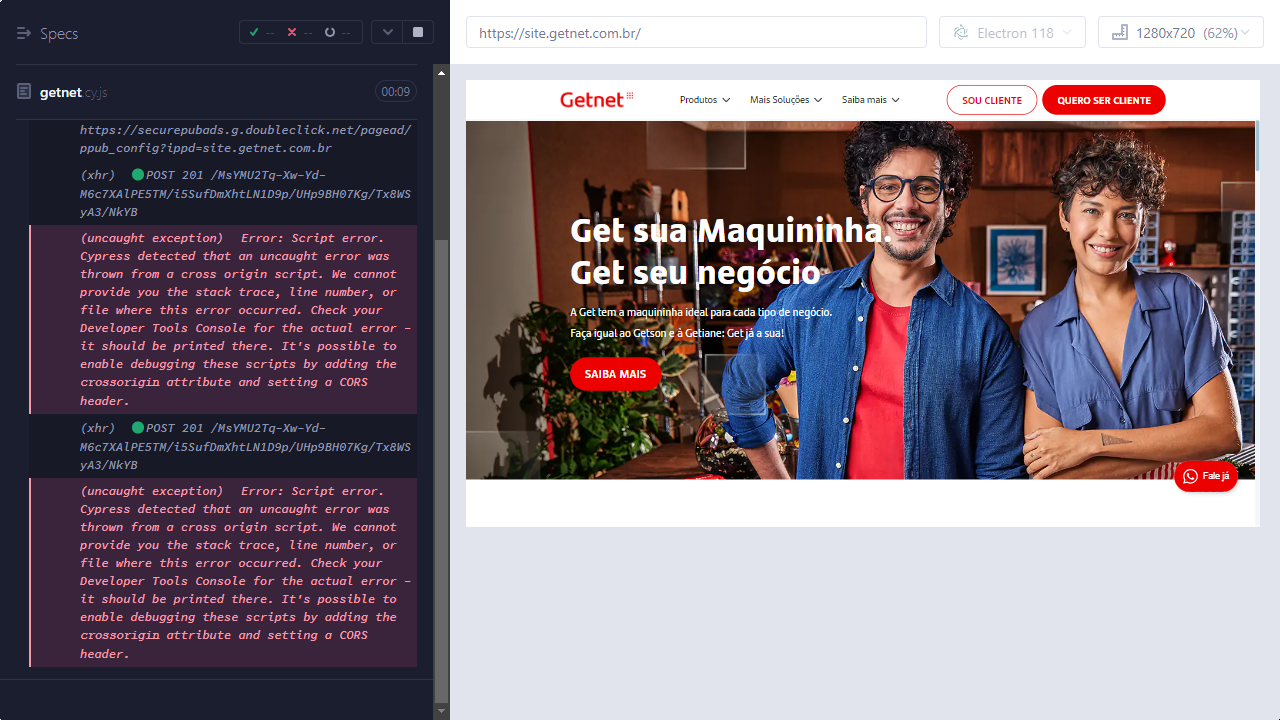 Specs
--
--
--
https://site.getnet.com.br/
Electron 118
1280x720 (62%)
getnet.cy.js
00:09
https://securepubads.g.doubleclick.net/pagead/
ppub_config?ippd=site.getnet.com.br
(xhr) POST 201 /MsYMU2Tq-Xw-Yd-
M6c7XAlPE5TM/i5SufDmXhtLN1D9p/UHp9BH07Kg/Tx8WS
yA3/NkYB
(uncaught exception) Error: Script error.
Cypress detected that an uncaught error was
thrown from a cross origin script. We cannot
provide you the stack trace, line number, or
file where this error occurred. Check your
Developer Tools Console for the actual error -
it should be printed there. It's possible to
enable debugging these scripts by adding the
crossorigin attribute and setting a CORS
header.
(xhr) POST 201 /MsYMU2Tq-Xw-Yd-
M6c7XAlPE5TM/i5SufDmXhtLN1D9p/UHp9BH07Kg/Tx8WS
yA3/NkYB
(uncaught exception) Error: Script error.
Cypress detected that an uncaught error was
thrown from a cross origin script. We cannot
provide you the stack trace, line number, or
file where this error occurred. Check your
Developer Tools Console for the actual error -
it should be printed there. It's possible to
enable debugging these scripts by adding the
crossorigin attribute and setting a CORS
header.
Getnet
Produtos
Mais Soluções
Saiba mais
SOU CLIENTE
QUERO SER CLIENTE
Get sua Maquininha.
Get seu negócio
A Get tem a maquininha ideal para cada tipo de negócio.
Faça igual ao Getson e à Getiane: Get já a sua!
SAIBA MAIS
Fale já